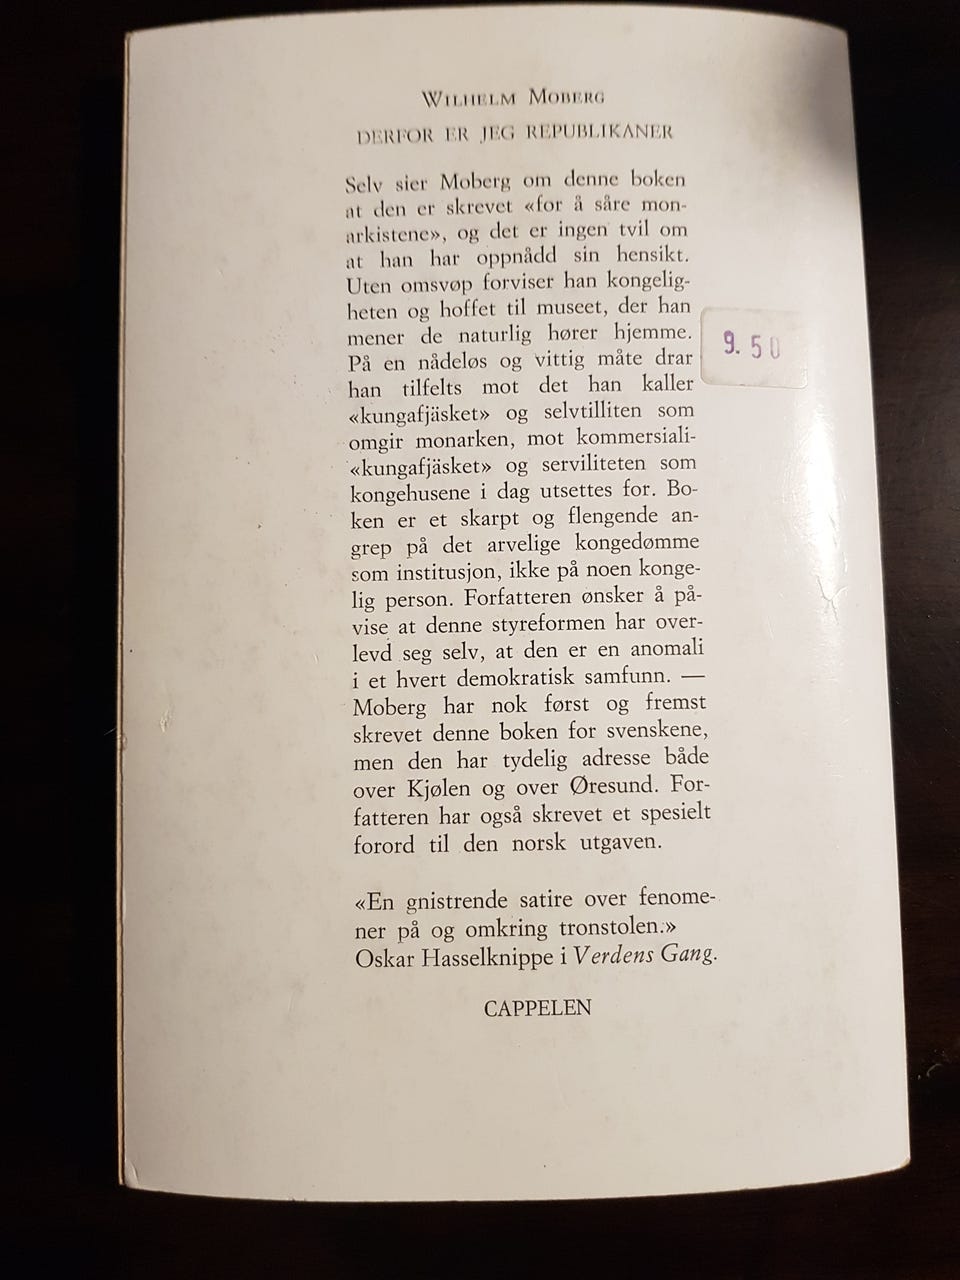 WILHELM MOBERG
DERFOR ER JEG REPUBLIKANER
Selv sier Moberg om denne boken
at den er skrevet «for å såre mon-
arkistene», og det er ingen tvil om
at han har oppnådd sin hensikt.
Uten omsvøp forviser han kongelig-
heten og hoffet til museet, der han
mener de naturlig hører hjemme.
På en nådeløs og vittig måte drar
han tilfelts mot det han kaller
«kungafjäsket» og selvtilliten som
omgir monarken, mot kommersiali-
«kungafjäsket» og serviliteten som
kongehusene i dag utsettes for. Bo-
ken er et skarpt og flengende an-
grep på det arvelige kongedømme
som institusjon, ikke på noen konge-
lig person. Forfatteren ønsker å på-
vise at denne styreformen har over-
levd seg selv, at den er en anomali
i et hvert demokratisk samfunn. —
Moberg har nok først og fremst
skrevet denne boken for svenskene,
men den har tydelig adresse både
over Kjølen og over Øresund. For-
fatteren har også skrevet et spesielt
forord til den norsk utgaven.
9.50
«En gnistrende satire over fenome-
ner på og omkring tronstolen.»
Oskar Hasselknippe i Verdens Gang.
CAPPELEN